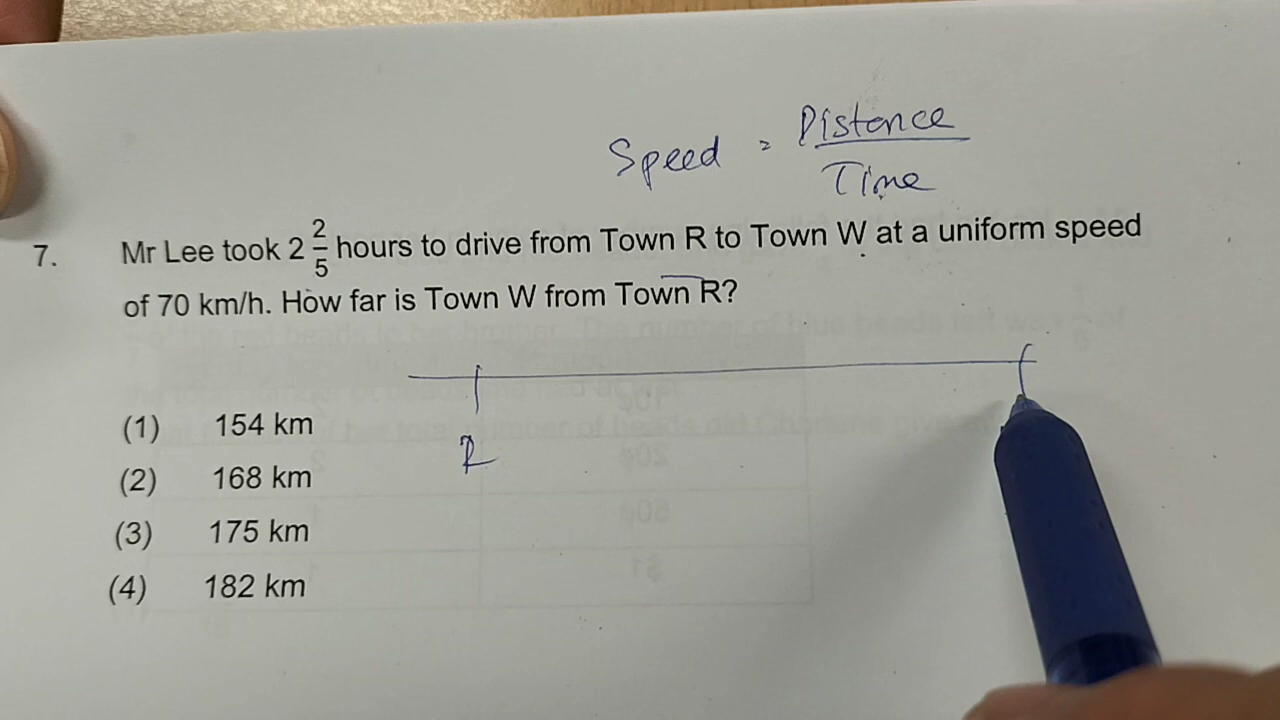 Speed = Distance / Time
7. Mr Lee took 2 2/5 hours to drive from Town R to Town W at a uniform speed
of 70 km/h. How far is Town W from Town R?
R
(1) 154 km
(2) 168 km
(3) 175 km
(4) 182 km